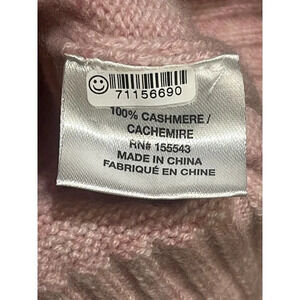 71156690
100% CASHMERE /
CACHEMIRE
RN# 155543
MADE IN CHINA
FABRIQUÉ EN CHINE